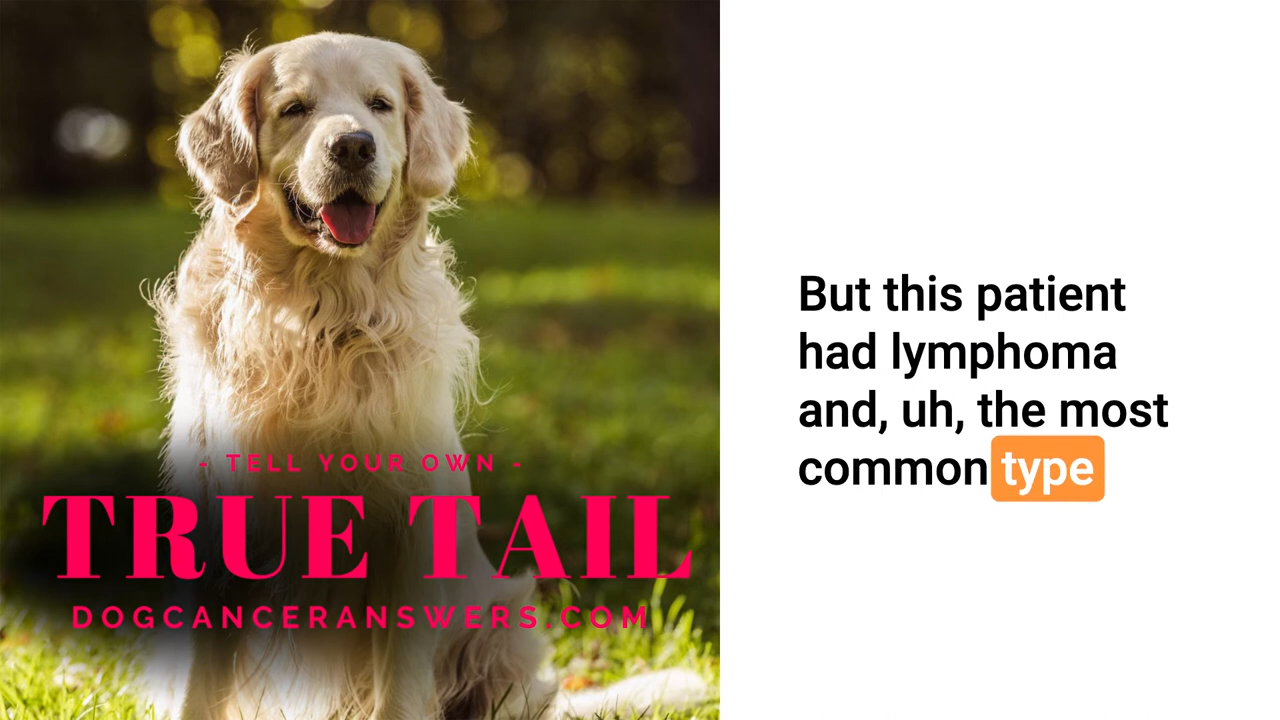 - TELL YOUR OWN -
TRUE TAIL
DOGCANCERANSWERS.COM
But this patient
had lymphoma
and, uh, the most
common type